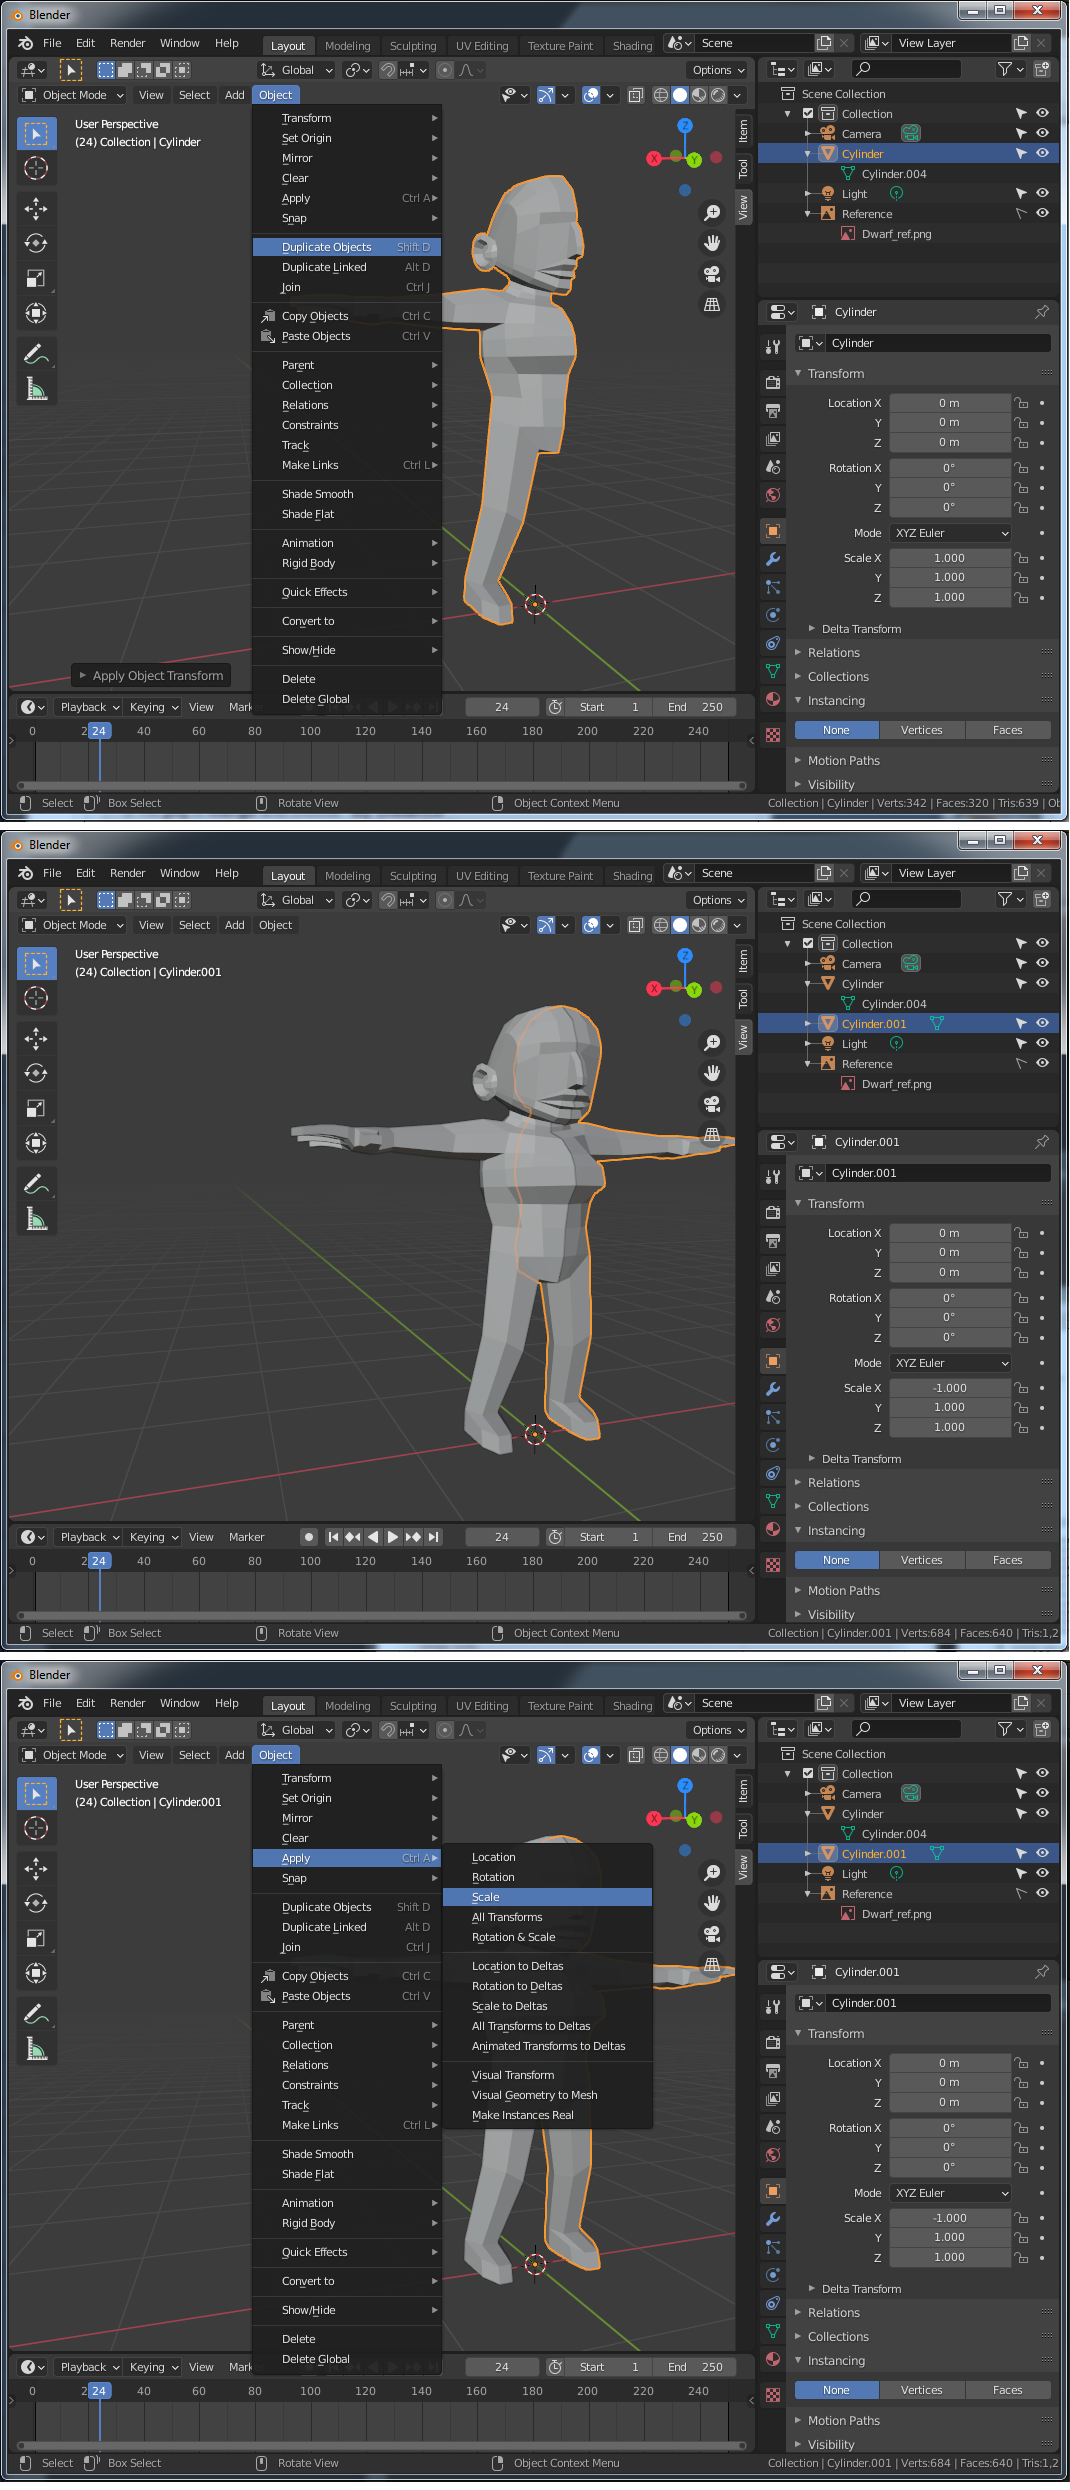 Blender
File Edit Render Window Help Layout Modeling Sculpting UV Editing Texture Paint Shading Scene View Layer
Global Options
Object Mode View Select Add Object
User Perspective
(24) Collection | Cylinder
Transform
Set Origin
Mirror
Clear
Apply Ctrl A
Snap
Duplicate Objects Shift D
Duplicate Linked Alt D
Join Ctrl J
Copy Objects Ctrl C
Paste Objects Ctrl V
Parent
Collection
Relations
Constraints
Track
Make Links Ctrl L
Shade Smooth
Shade Flat
Animation
Rigid Body
Quick Effects
Convert to
Show/Hide
Delete
Delete Global
X Y Z
Item
Tool
View
Apply Object Transform
Scene Collection
Collection
Camera
Cylinder
Cylinder.004
Light
Reference
Dwarf_ref.png
Cylinder
Cylinder
Transform
Location X 0 m
Y 0 m
Z 0 m
Rotation X 0°
Y 0°
Z 0°
Mode XYZ Euler
Scale X 1.000
Y 1.000
Z 1.000
Delta Transform
Relations
Collections
Instancing
None Vertices Faces
Motion Paths
Visibility
Playback Keying View Mark 24 Start 1 End 250
0 2 24 40 60 80 100 120 140 160 180 200 220 240
Select Box Select Rotate View Object Context Menu Collection | Cylinder | Verts:342 | Faces:320 | Tris:639 | Ob
Blender
File Edit Render Window Help Layout Modeling Sculpting UV Editing Texture Paint Shading Scene View Layer
Global Options
Object Mode View Select Add Object
User Perspective
(24) Collection | Cylinder.001
X Y Z
Item
Tool
View
Scene Collection
Collection
Camera
Cylinder
Cylinder.004
Cylinder.001
Light
Reference
Dwarf_ref.png
Cylinder.001
Cylinder.001
Transform
Location X 0 m
Y 0 m
Z 0 m
Rotation X 0°
Y 0°
Z 0°
Mode XYZ Euler
Scale X -1.000
Y 1.000
Z 1.000
Delta Transform
Relations
Collections
Instancing
None Vertices Faces
Motion Paths
Visibility
Playback Keying View Marker 24 Start 1 End 250
0 24 40 60 80 100 120 140 160 180 200 220 240
Select Box Select Rotate View Object Context Menu Collection | Cylinder.001 | Verts:684 | Faces:640 | Tris:1,2
Blender
File Edit Render Window Help Layout Modeling Sculpting UV Editing Texture Paint Shading Scene View Layer
Global Options
Object Mode View Select Add Object
User Perspective
(24) Collection | Cylinder.001
Transform
Set Origin
Mirror
Clear
Apply Ctrl A
Snap
Duplicate Objects Shift D
Duplicate Linked Alt D
Join Ctrl J
Copy Objects Ctrl C
Paste Objects Ctrl V
Parent
Collection
Relations
Constraints
Track
Make Links Ctrl L
Shade Smooth
Shade Flat
Animation
Rigid Body
Quick Effects
Convert to
Show/Hide
Delete
Delete Global
Location
Rotation
Scale
All Transforms
Rotation & Scale
Location to Deltas
Rotation to Deltas
Scale to Deltas
All Transforms to Deltas
Animated Transforms to Deltas
Visual Transform
Visual Geometry to Mesh
Make Instances Real
X Y Z
Item
Tool
View
Scene Collection
Collection
Camera
Cylinder
Cylinder.004
Cylinder.001
Light
Reference
Dwarf_ref.png
Cylinder.001
Cylinder.001
Transform
Location X 0 m
Y 0 m
Z 0 m
Rotation X 0°
Y 0°
Z 0°
Mode XYZ Euler
Scale X -1.000
Y 1.000
Z 1.000
Delta Transform
Relations
Collections
Instancing
None Vertices Faces
Motion Paths
Visibility
Playback Keying View Mark 24 Start 1 End 250
0 2 24 40 60 80 100 120 140 160 180 200 220 240
Select Box Select Rotate View Object Context Menu Collection | Cylinder.001 | Verts:684 | Faces:640 | Tris:1,2